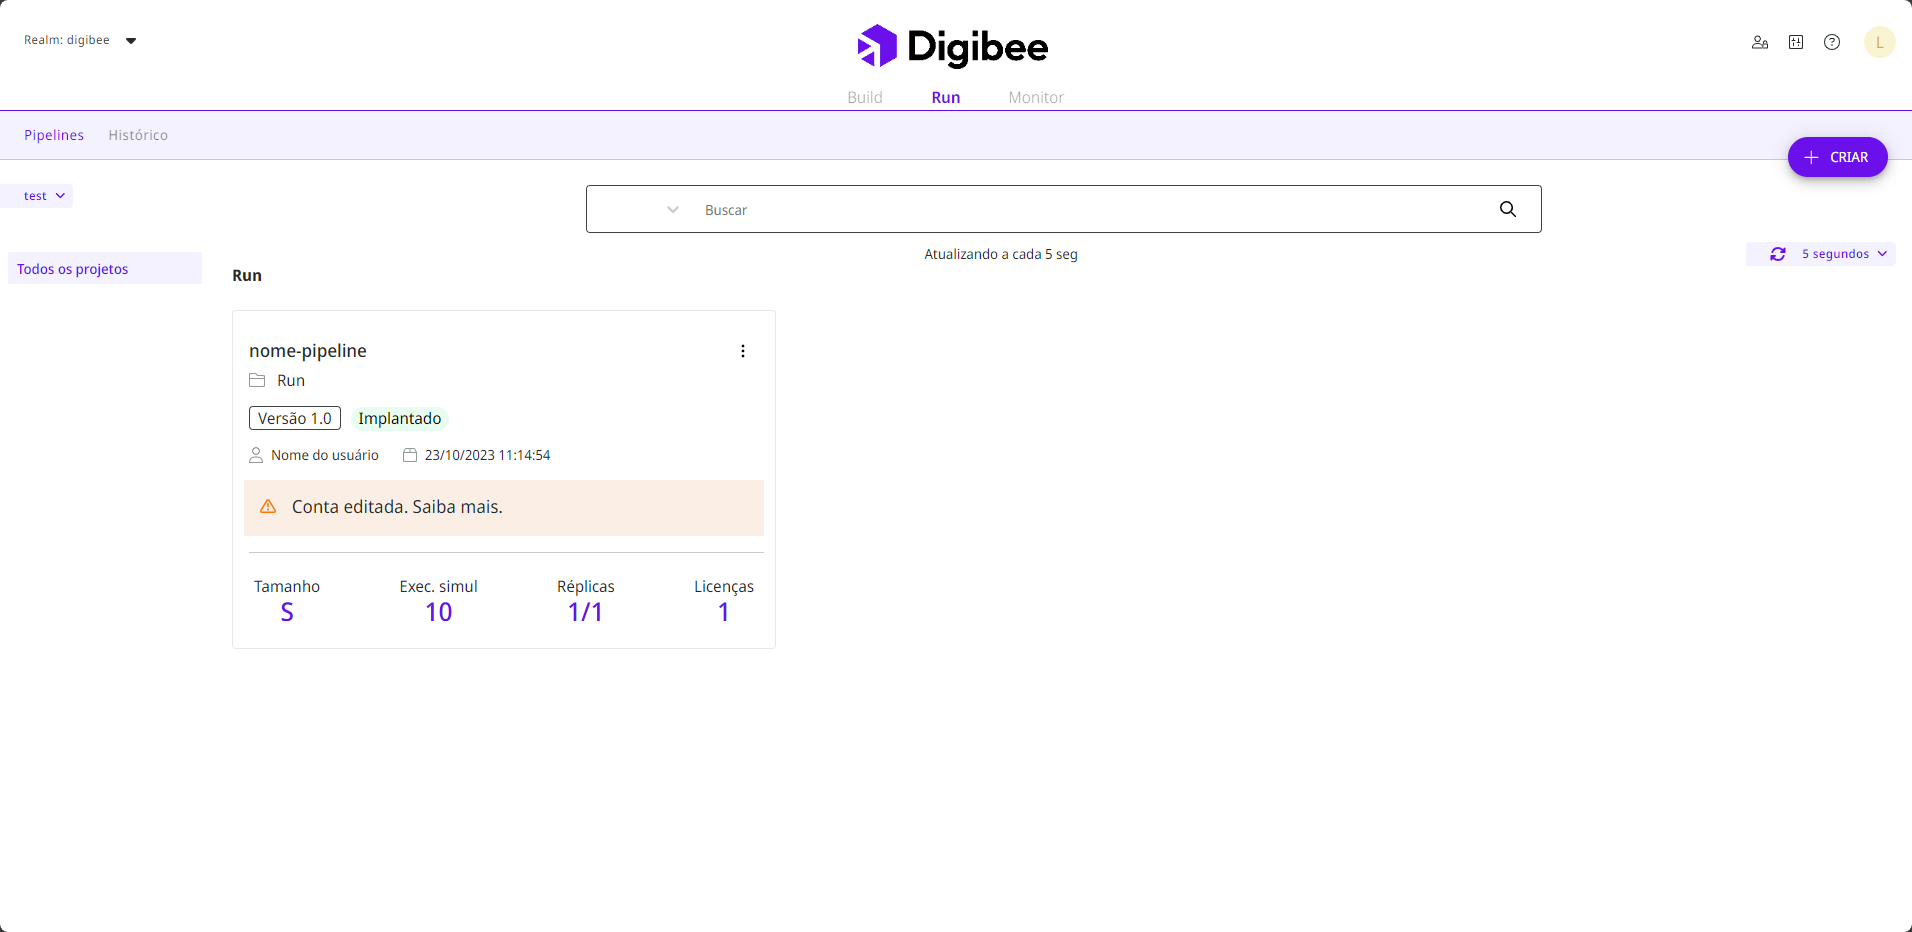 Realm: digibee
Digibee
L
Build Run Monitor
Pipelines Histórico
CRIAR
test
Buscar
Atualizando a cada 5 seg
5 segundos
Todos os projetos
Run
nome-pipeline
Run
Versão 1.0 Implantado
Nome do usuário 23/10/2023 11:14:54
Conta editada. Saiba mais.
Tamanho Exec. simul Réplicas Licenças
S 10 1/1 1